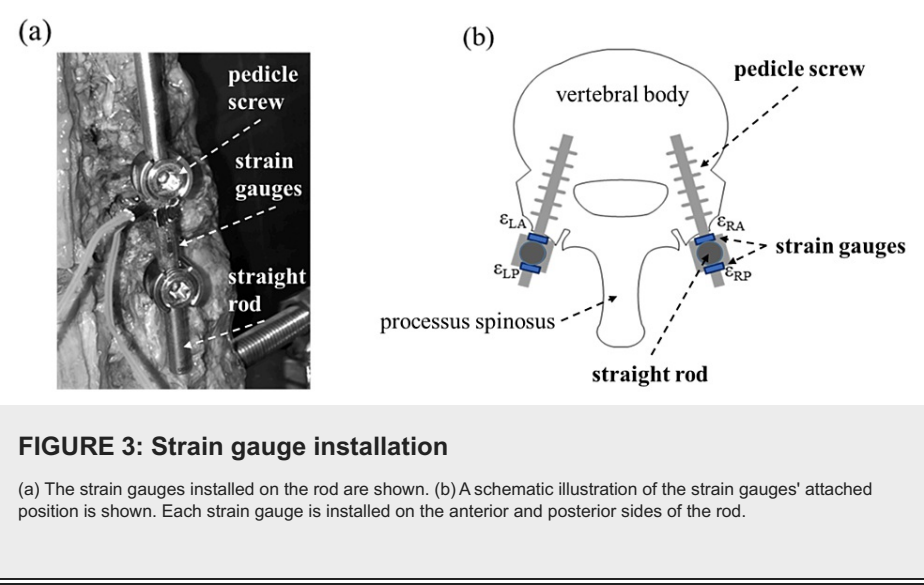 (a)
pedicle
screw
strain
gauges
straight
rod
(b)
pedicle screw
vertebral body
εLA
εRA
strain gauges
εLP
εRP
processus spinosus
straight rod
FIGURE 3: Strain gauge installation
(a) The strain gauges installed on the rod are shown. (b) A schematic illustration of the strain gauges' attached
position is shown. Each strain gauge is installed on the anterior and posterior sides of the rod.